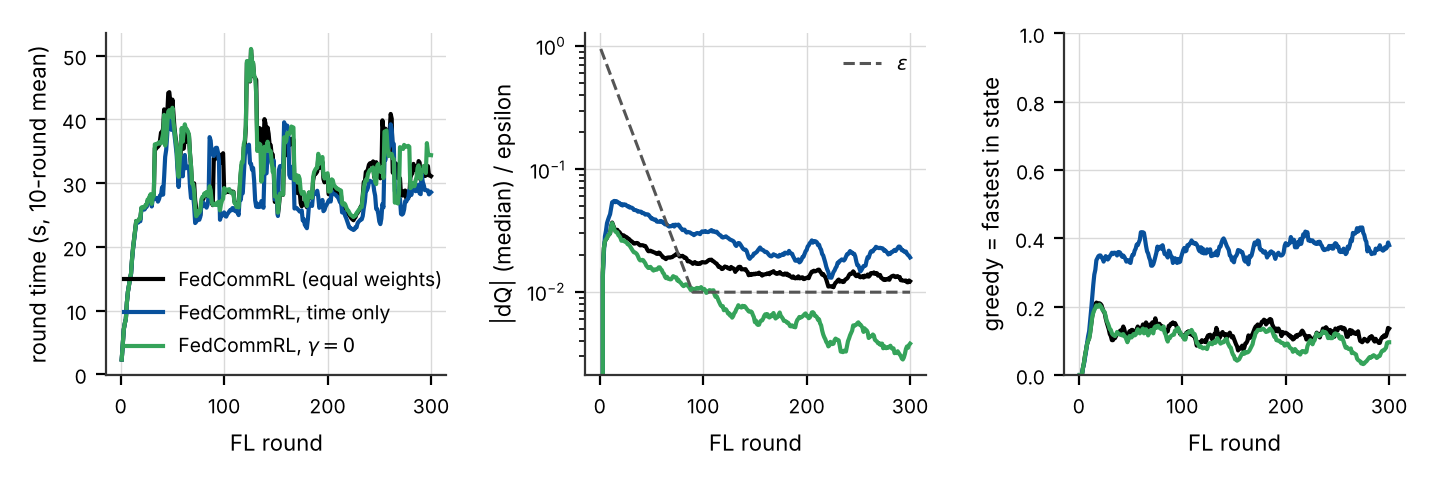 round time (s, 10-round mean)
50
40
30
20
10
0
FedCommRL (equal weights)
FedCommRL, time only
FedCommRL, γ = 0
0 100 200 300
FL round
|dQ| (median) / epsilon
10⁰
10⁻¹
10⁻²
ε
0 100 200 300
FL round
greedy = fastest in state
1.0
0.8
0.6
0.4
0.2
0.0
0 100 200 300
FL round